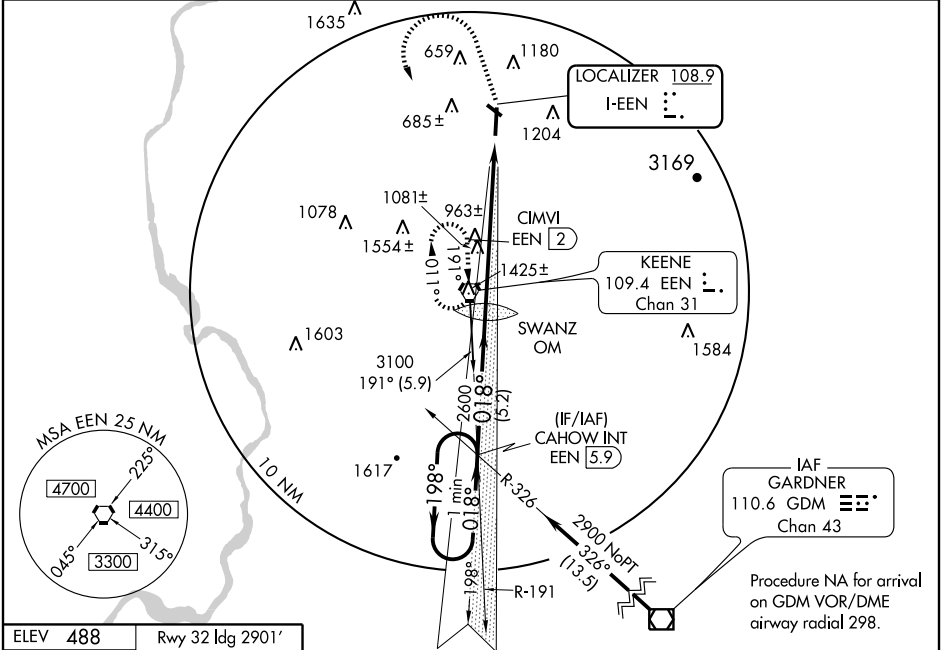 1635
659
1180
LOCALIZER 108.9
I-EEN
685±
1204
3169
1081±
963±
CIMVI
EEN 2
1078
1554±
191°
011°
1425±
KEENE
109.4 EEN
Chan 31
SWANZ
OM
1603
1584
3100
191° (5.9)
2600
018°
(5.2)
(IF/IAF)
CAHOW INT
EEN 5.9
MSA EEN 25 NM
225°
4700
4400
045°
3300
315°
10 NM
1617
198°
1 min
018°
R-326
2900 NoPT
326°
(13.5)
IAF
GARDNER
110.6 GDM
Chan 43
198°
R-191
Procedure NA for arrival
on GDM VOR/DME
airway radial 298.
ELEV 488
Rwy 32 ldg 2901'